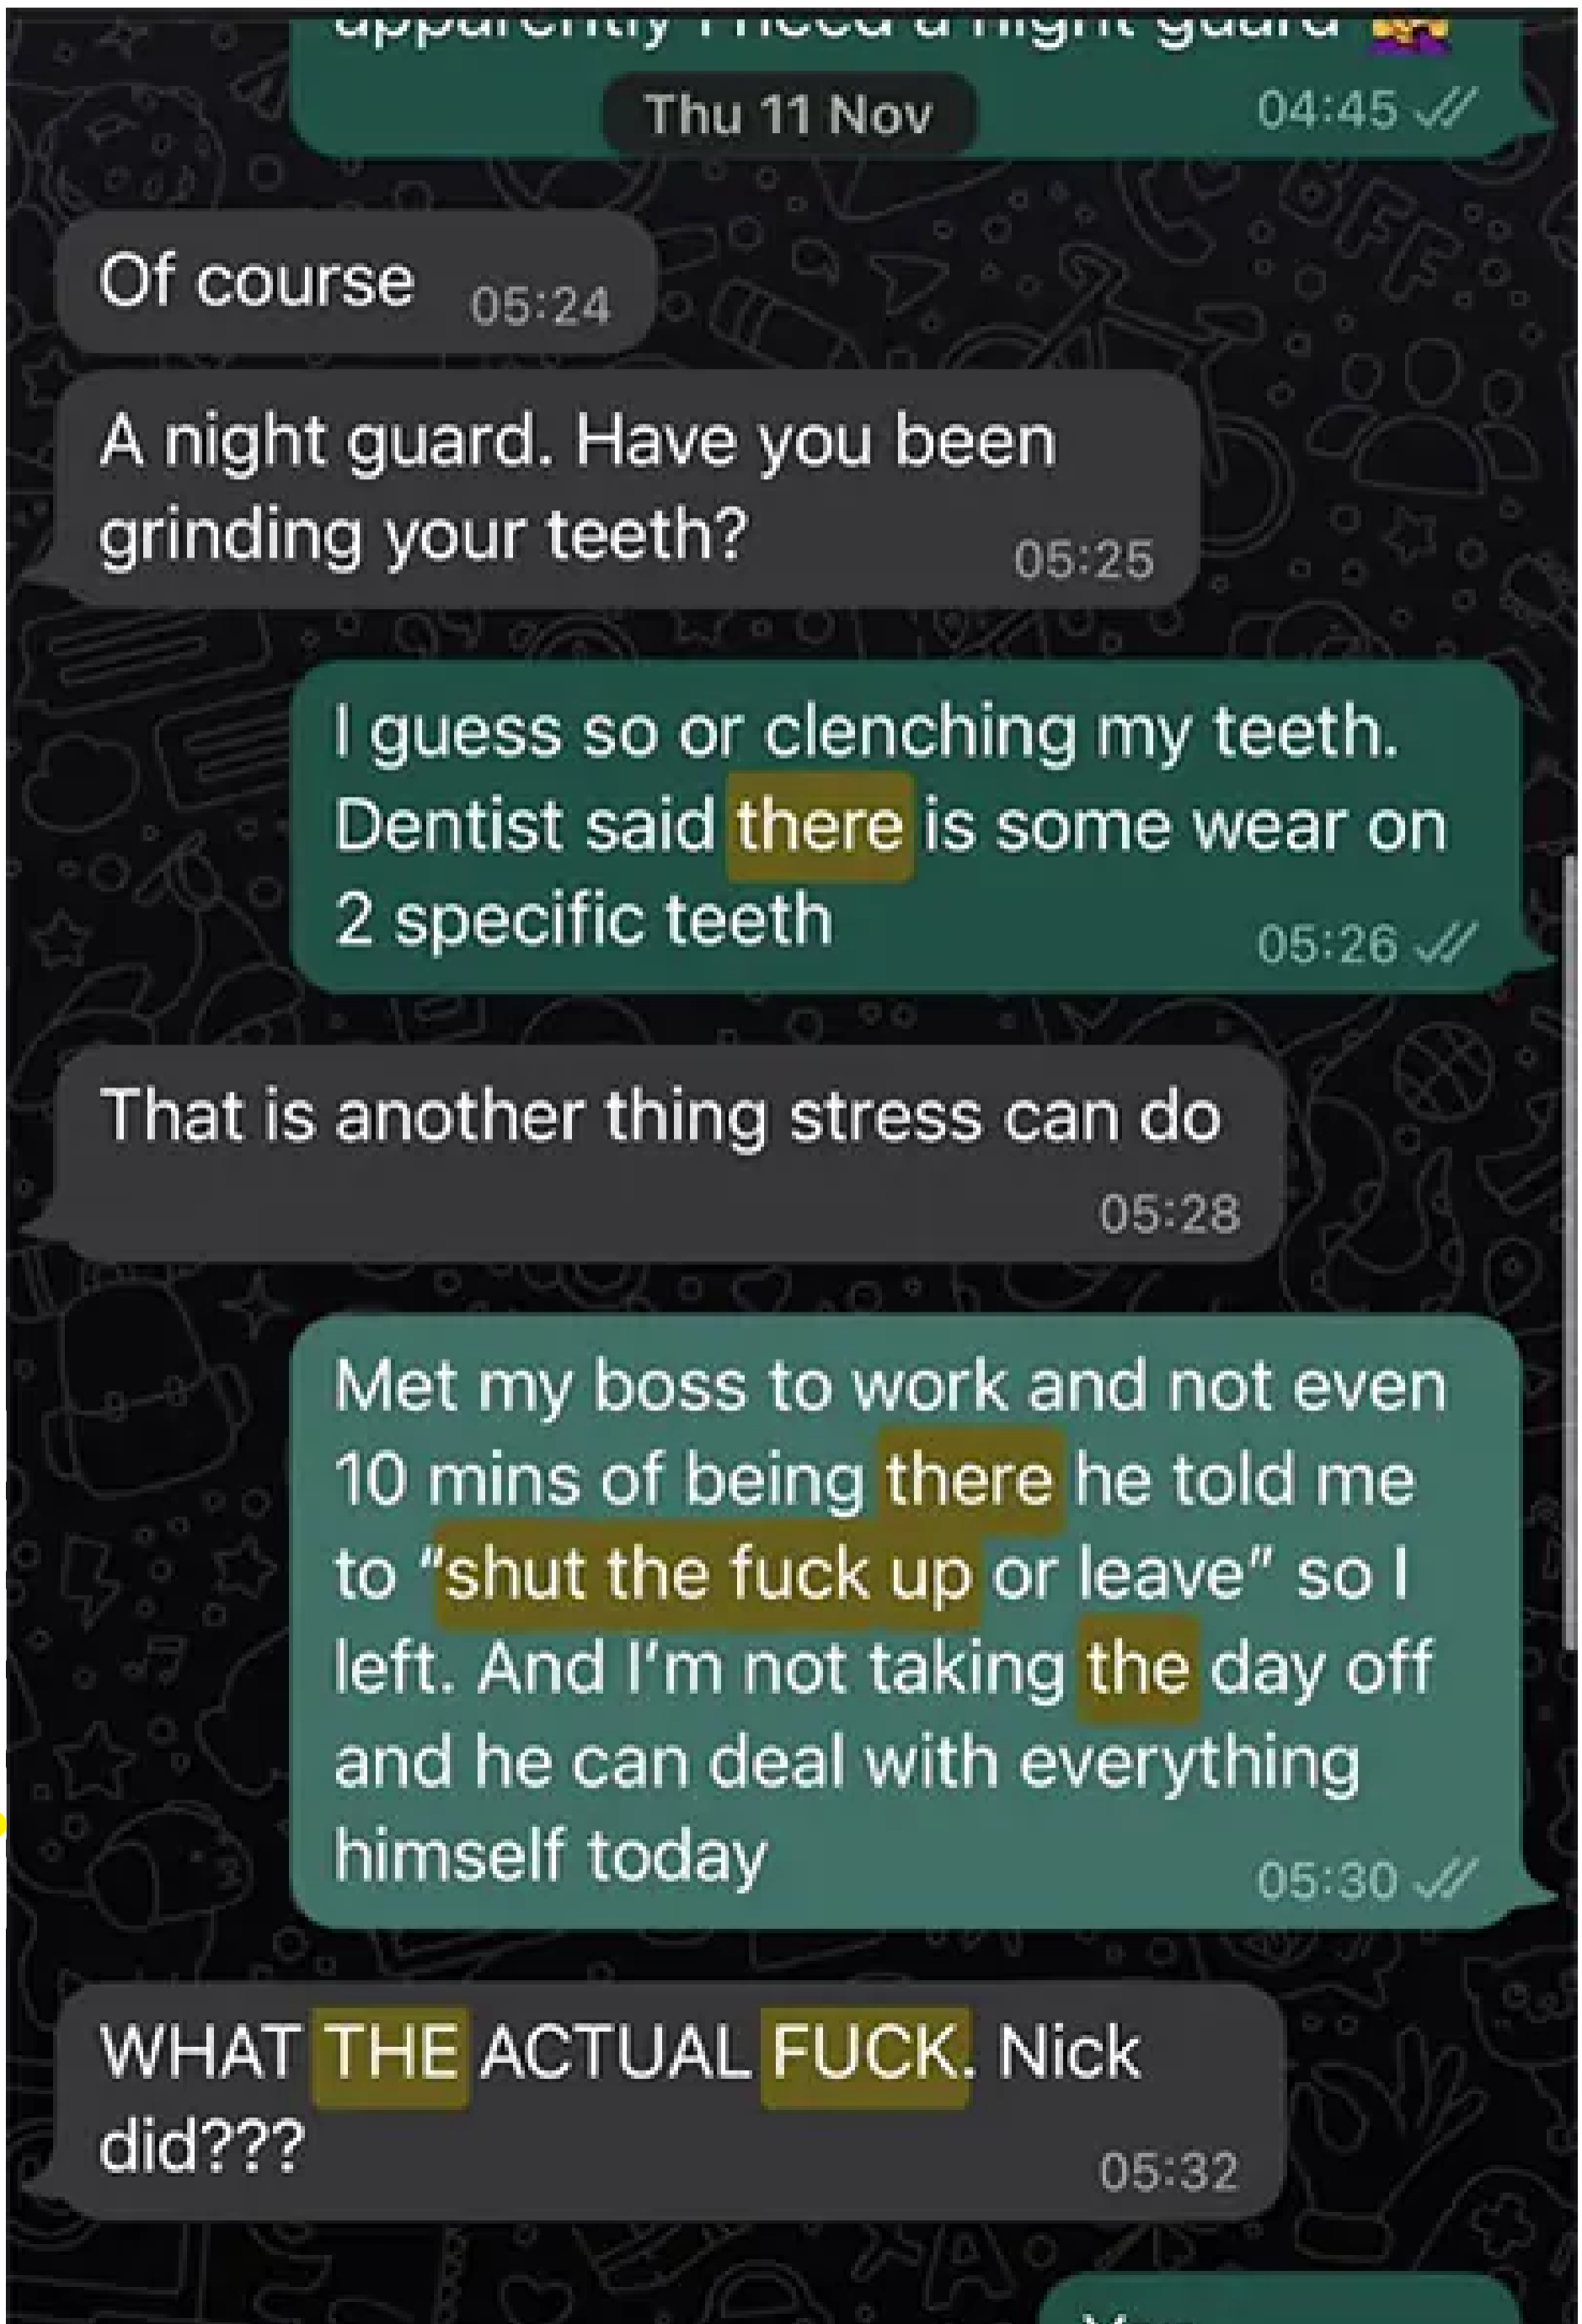 apparently I need a night guard
Thu 11 Nov
04:45
Of course
05:24
A night guard. Have you been
grinding your teeth?
05:25
I guess so or clenching my teeth.
Dentist said there is some wear on
2 specific teeth
05:26
That is another thing stress can do
05:28
Met my boss to work and not even
10 mins of being there he told me
to “shut the fuck up or leave” so I
left. And I’m not taking the day off
and he can deal with everything
himself today
05:30
WHAT THE ACTUAL FUCK. Nick
did???
05:32